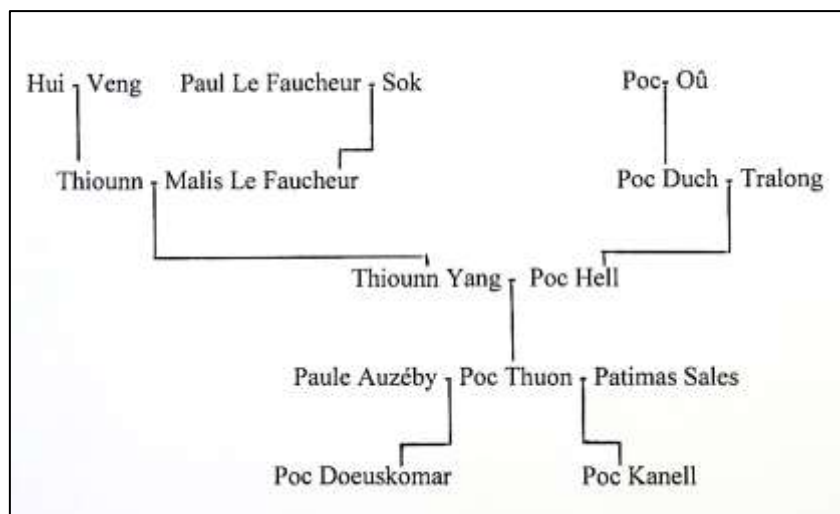 Hui - Veng Paul Le Faucheur - Sok Poc - Oû
Thiounn - Malis Le Faucheur Poc Duch - Tralong
Thiounn Yang - Poc Hell
Paule Auzéby - Poc Thuon - Patimas Sales
Poc Doeuskomar Poc Kanell